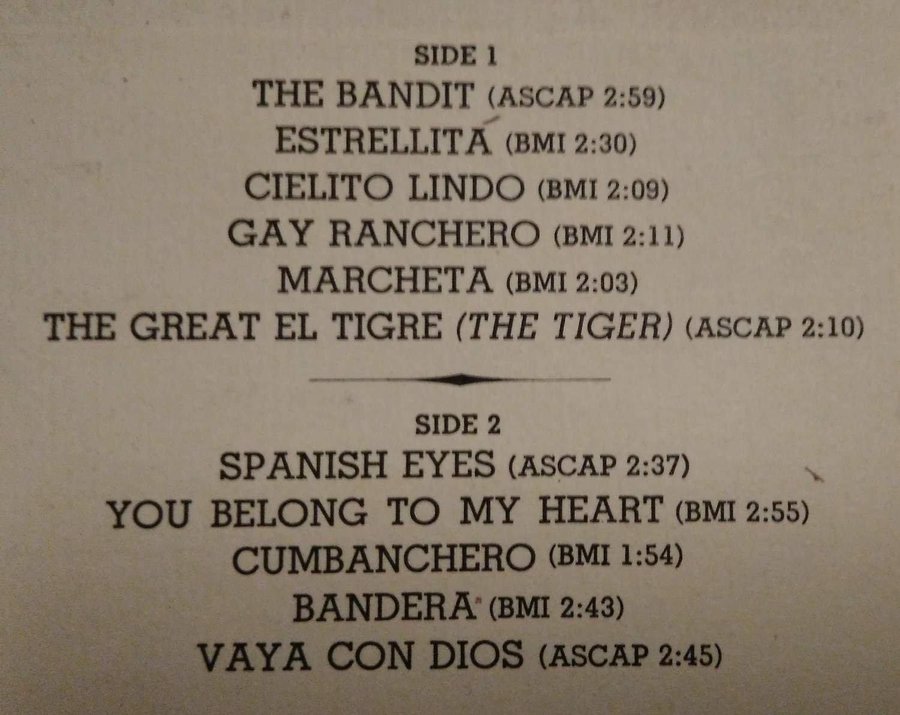 SIDE 1
THE BANDIT (ASCAP 2:59)
ESTRELLITA (BMI 2:30)
CIELITO LINDO (BMI 2:09)
GAY RANCHERO (BMI 2:11)
MARCHETA (BMI 2:03)
THE GREAT EL TIGRE (THE TIGER) (ASCAP 2:10)
SIDE 2
SPANISH EYES (ASCAP 2:37)
YOU BELONG TO MY HEART (BMI 2:55)
CUMBANCHERO (BMI 1:54)
BANDERA (BMI 2:43)
VAYA CON DIOS (ASCAP 2:45)